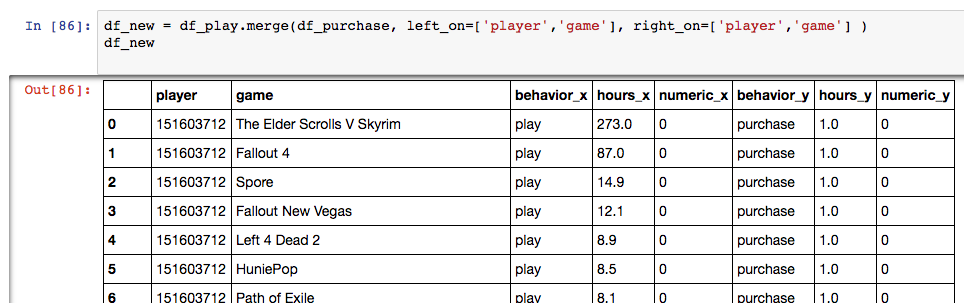 In [86]: df_new = df_play.merge(df_purchase, left_on=['player','game'], right_on=['player','game'] )
df_new
Out[86]:
player game behavior_x hours_x numeric_x behavior_y hours_y numeric_y
0 151603712 The Elder Scrolls V Skyrim play 273.0 0 purchase 1.0 0
1 151603712 Fallout 4 play 87.0 0 purchase 1.0 0
2 151603712 Spore play 14.9 0 purchase 1.0 0
3 151603712 Fallout New Vegas play 12.1 0 purchase 1.0 0
4 151603712 Left 4 Dead 2 play 8.9 0 purchase 1.0 0
5 151603712 HuniePop play 8.5 0 purchase 1.0 0
6 151603712 Path of Exile play 8.1 0 purchase 1.0 0